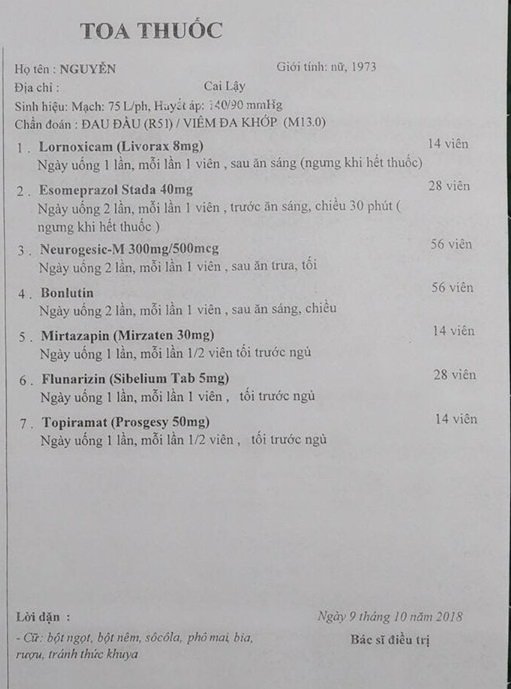 TOA THUỐC
Họ tên : NGUYỄN Giới tính: nữ, 1973
Địa chỉ : Cai Lậy
Sinh hiệu: Mạch: 75 L/ph, Huyết áp: 140/90 mmHg
Chẩn đoán : ĐAU ĐẦU (R51) / VIÊM ĐA KHỚP (M13.0)
1 . Lornoxicam (Livorax 8mg) 14 viên
Ngày uống 1 lần, mỗi lần 1 viên , sau ăn sáng (ngưng khi hết thuốc)
2 . Esomeprazol Stada 40mg 28 viên
Ngày uống 2 lần, mỗi lần 1 viên , trước ăn sáng, chiều 30 phút (
ngưng khi hết thuốc )
3 . Neurogesic-M 300mg/500mcg 56 viên
Ngày uống 2 lần, mỗi lần 1 viên , sau ăn trưa, tối
4 . Bonlutin 56 viên
Ngày uống 2 lần, mỗi lần 1 viên , sau ăn sáng, chiều
5 . Mirtazapin (Mirzaten 30mg) 14 viên
Ngày uống 1 lần, mỗi lần 1/2 viên tối trước ngủ
6 . Flunarizin (Sibelium Tab 5mg) 28 viên
Ngày uống 1 lần, mỗi lần 1 viên , tối trước ngủ
7 . Topiramat (Prosgesy 50mg) 14 viên
Ngày uống 1 lần, mỗi lần 1/2 viên , tối trước ngủ
Lời dặn : Ngày 9 tháng 10 năm 2018
- Cữ: bột ngọt, bột nêm, sôcôla, phô mai, bia, Bác sĩ điều trị
rượu, tránh thức khuya